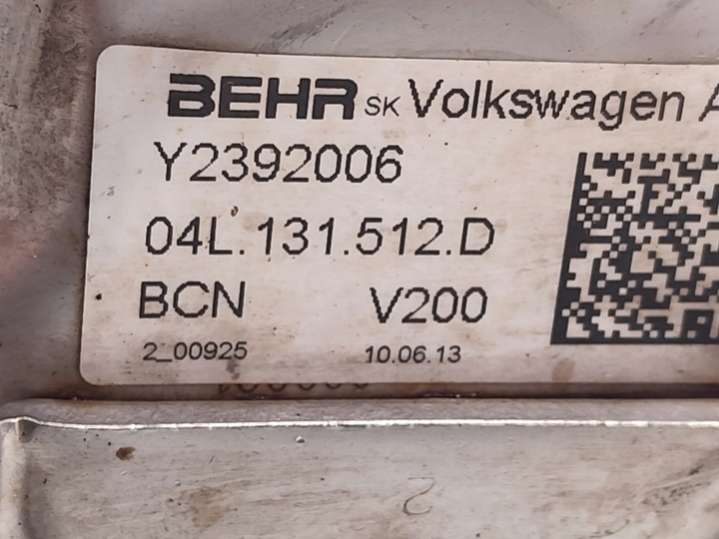 BEHR SK Volkswagen A
Y2392006
04L.131.512.D
BCN V200
2_00925 10.06.13